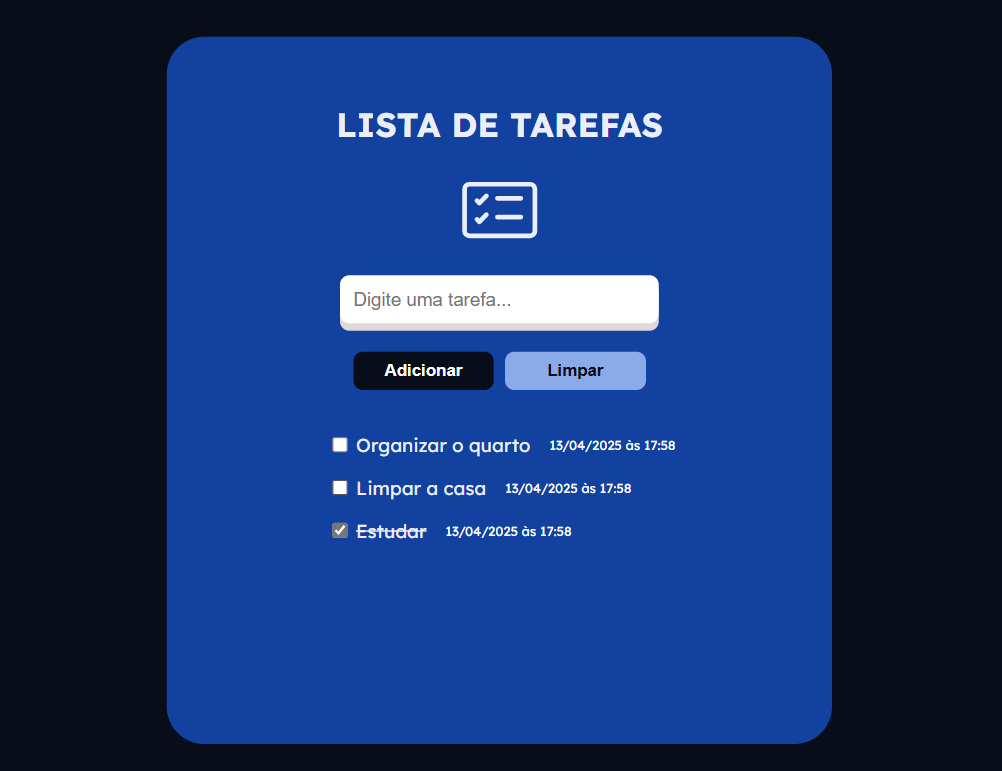 LISTA DE TAREFAS
Digite uma tarefa...
Adicionar Limpar
Organizar o quarto 13/04/2025 às 17:58
Limpar a casa 13/04/2025 às 17:58
Estudar 13/04/2025 às 17:58